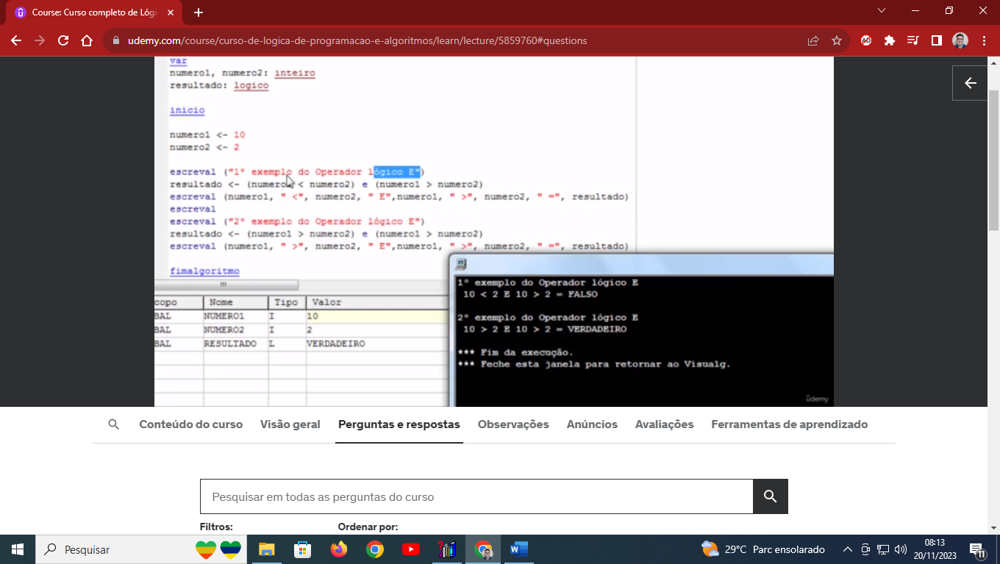 Course: Curso completo de Lógi
udemy.com/course/curso-de-logica-de-programacao-e-algoritmos/learn/lecture/5859760#questions
var
numero1, numero2: inteiro
resultado: logico
inicio
numero1 <- 10
numero2 <- 2
escreval ("1º exemplo do Operador lógico E")
resultado <- (numero1 < numero2) e (numero1 > numero2)
escreval (numero1, " <", numero2, " E",numero1, " >", numero2, " =", resultado)
escreval
escreval ("2º exemplo do Operador lógico E")
resultado <- (numero1 > numero2) e (numero1 > numero2)
escreval (numero1, " >", numero2, " E",numero1, " >", numero2, " =", resultado)
fimalgoritmo
copo Nome Tipo Valor
BAL NUMERO1 I 10
BAL NUMERO2 I 2
BAL RESULTADO L VERDADEIRO
1º exemplo do Operador lógico E
10 < 2 E 10 > 2 = FALSO
2º exemplo do Operador lógico E
10 > 2 E 10 > 2 = VERDADEIRO
*** Fim da execução.
*** Feche esta janela para retornar ao Visualg.
ûdemy
Conteúdo do curso Visão geral Perguntas e respostas Observações Anúncios Avaliações Ferramentas de aprendizado
Pesquisar em todas as perguntas do curso
Filtros: Ordenar por:
Pesquisar
29°C Parc ensolarado
08:13
20/11/2023
11